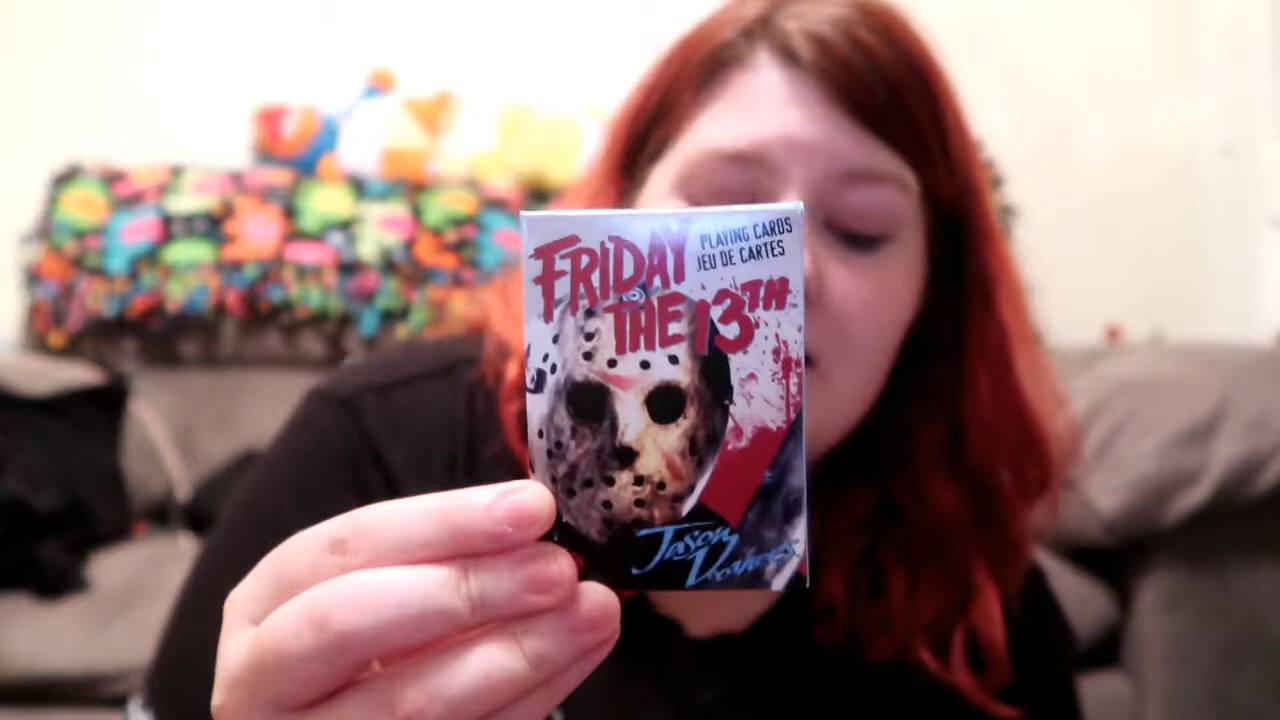 FRIDAY
THE 13TH
PLAYING CARDS
JEU DE CARTES
Jason
Voorhees